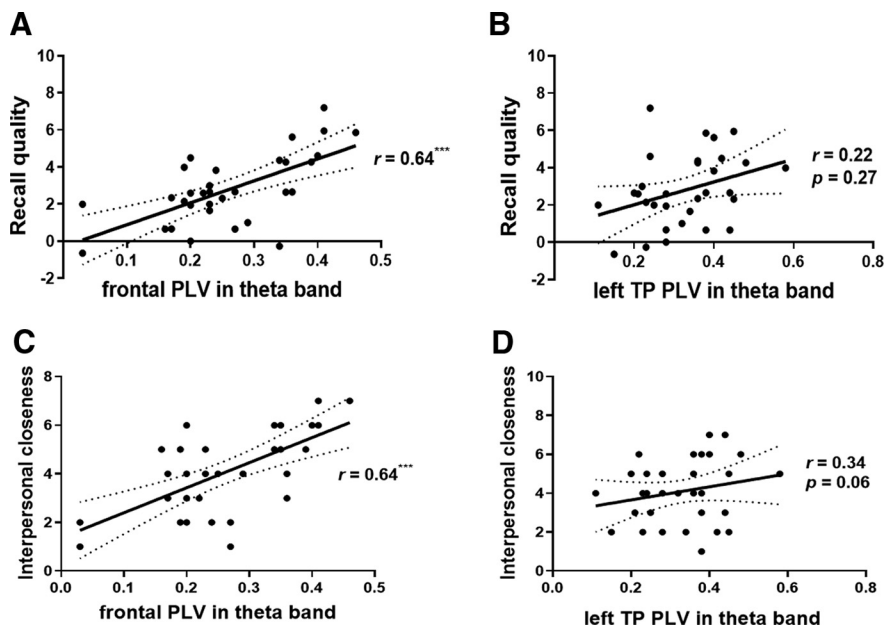 A
Recall quality
10
8
6
4
2
0
-2
0.1
0.2
0.3
0.4
0.5
r = 0.64***
frontal PLV in theta band
B
Recall quality
10
8
6
4
2
0
-2
0.2
0.4
0.6
0.8
r = 0.22
p = 0.27
left TP PLV in theta band
C
Interpersonal closeness
8
6
4
2
0
0.0
0.1
0.2
0.3
0.4
0.5
r = 0.64***
frontal PLV in theta band
D
Interpersonal closeness
10
8
6
4
2
0
0.0
0.2
0.4
0.6
0.8
r = 0.34
p = 0.06
left TP PLV in theta band